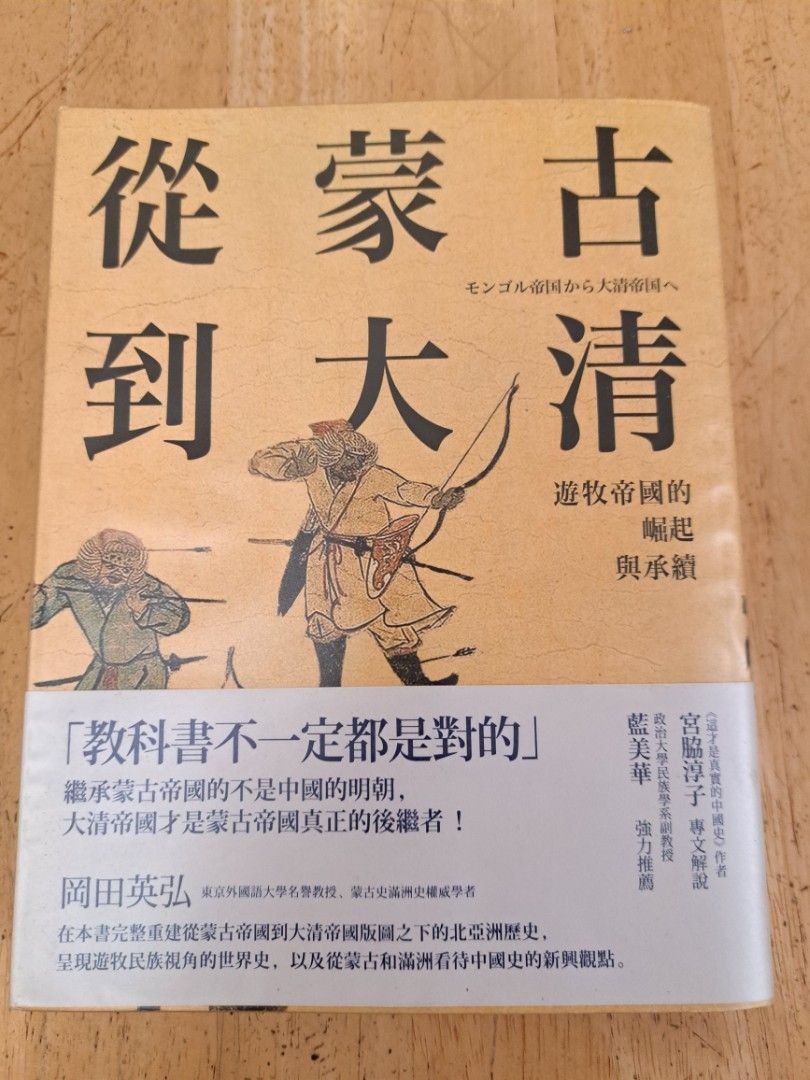 從蒙古
モンゴル帝国から大清帝国へ
到大清
遊牧帝國的
崛起
與承續
「教科書不一定都是對的」
繼承蒙古帝國的不是中國的明朝，
大清帝國才是蒙古帝國真正的後繼者！
岡田英弘 東京外國語大學名譽教授、蒙古史滿洲史權威學者
在本書完整重建從蒙古帝國到大清帝國版圖之下的北亞洲歷史，
呈現遊牧民族視角的世界史，以及從蒙古和滿洲看待中國史的新興觀點。
《這才是真實的中國史》作者
宮脇淳子 專文解說
政治大學民族學系副教授
藍美華 強力推薦